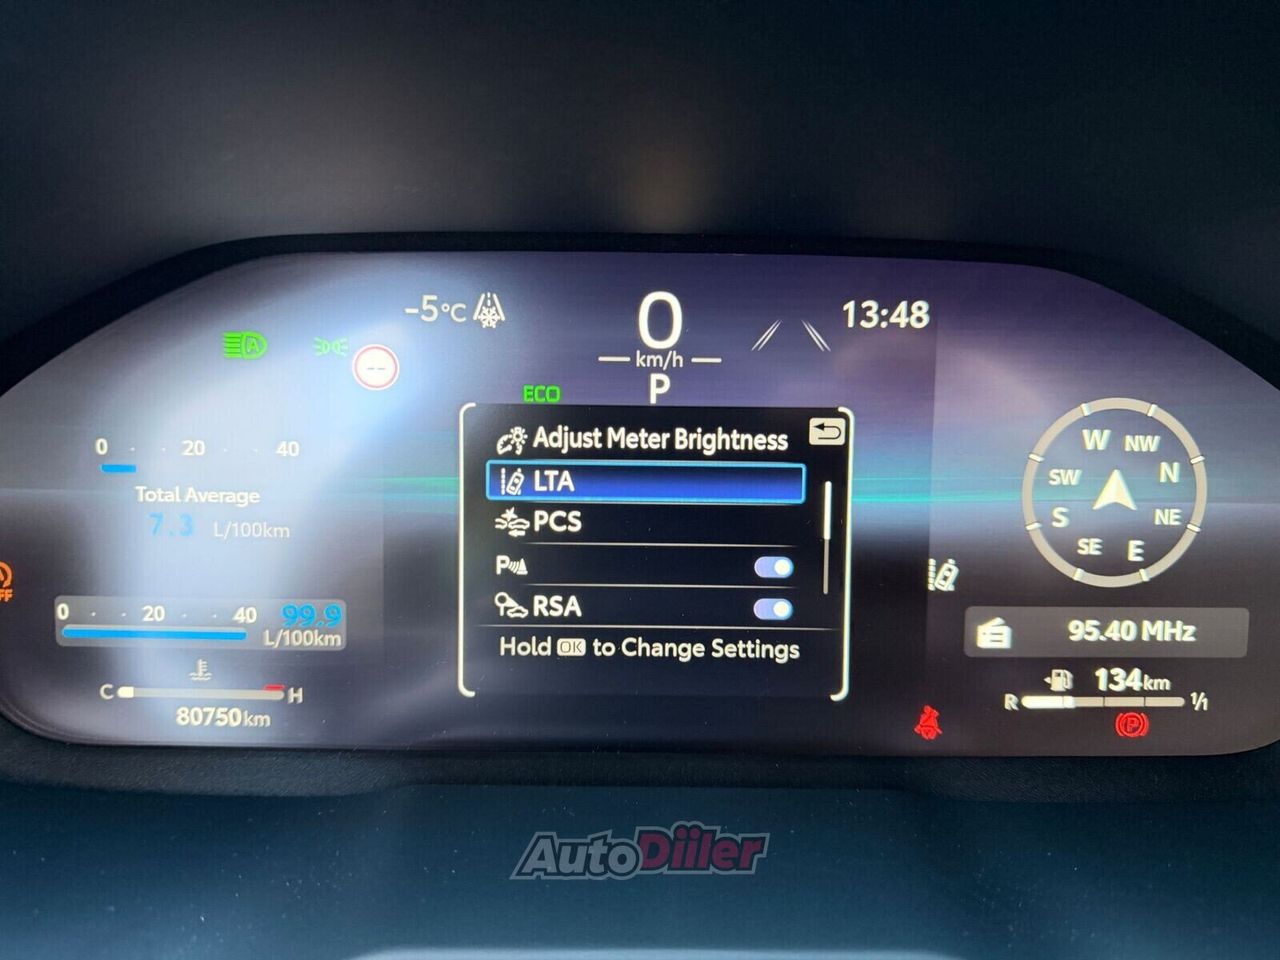 -5°C
0
km/h
P
13:48
A
--
ECO
0 20 40
Total Average
7.3 L/100km
0 20 40 99.9
L/100km
C H
80750km
Adjust Meter Brightness
LTA
PCS
P
RSA
Hold OK to Change Settings
W NW
SW N
S NE
SE E
95.40 MHz
134km
R 1/1
P
AutoDiiler